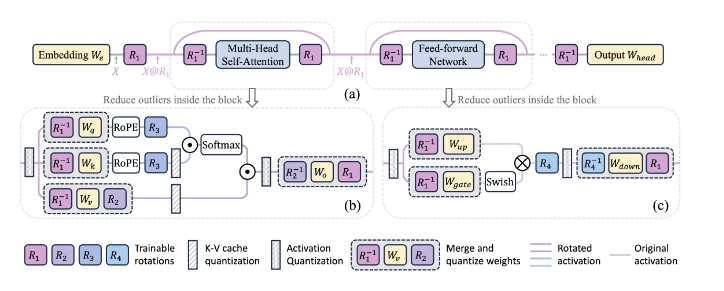 Embedding W_e R_1 R_1^{-1} Multi-Head Self-Attention R_1 R_1^{-1} Feed-forward Network R_1 ... R_1^{-1} Output W_{head}
X X@R_1 X@R_1
(a)
Reduce outliers inside the block
Reduce outliers inside the block
R_1^{-1} W_q RoPE R_3
R_1^{-1} W_k RoPE R_3 Softmax
R_1^{-1} W_v R_2
R_2^{-1} W_o R_1
(b)
R_1^{-1} W_{up}
R_1^{-1} W_{gate} Swish
R_4 R_4^{-1} W_{down} R_1
(c)
R_1 R_2 R_3 R_4 Trainable rotations
K-V cache quantization
Activation Quantization
R_1^{-1} W_v R_2 Merge and quantize weights
Rotated activation
Original activation